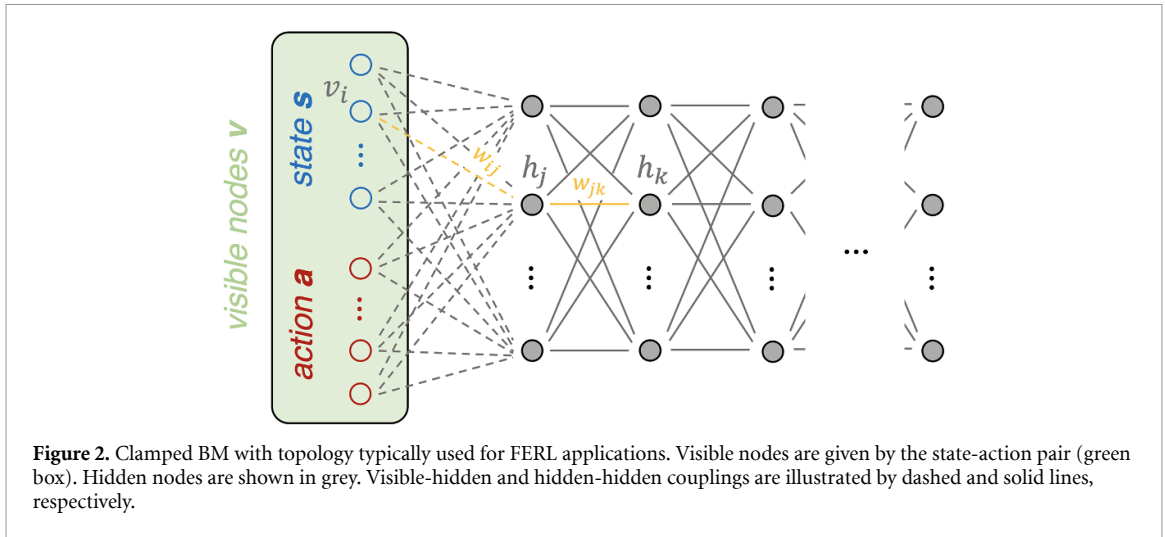 visible nodes v
state s
action a
v_i
...
...
w_ij
h_j
w_jk
h_k
...
...
...
...
...
Figure 2. Clamped BM with topology typically used for FERL applications. Visible nodes are given by the state-action pair (green
box). Hidden nodes are shown in grey. Visible-hidden and hidden-hidden couplings are illustrated by dashed and solid lines,
respectively.